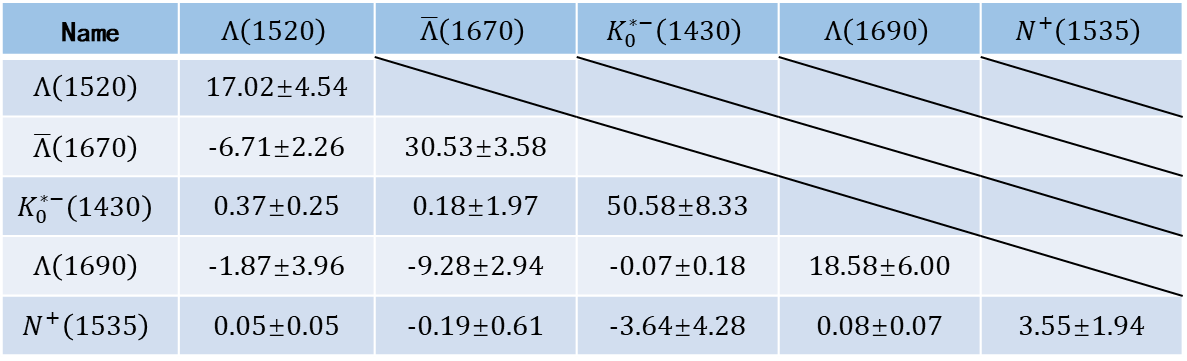 Name Λ(1520) Λ̅(1670) K₀*⁻(1430) Λ(1690) N⁺(1535)
Λ(1520) 17.02±4.54
Λ̅(1670) -6.71±2.26 30.53±3.58
K₀*⁻(1430) 0.37±0.25 0.18±1.97 50.58±8.33
Λ(1690) -1.87±3.96 -9.28±2.94 -0.07±0.18 18.58±6.00
N⁺(1535) 0.05±0.05 -0.19±0.61 -3.64±4.28 0.08±0.07 3.55±1.94